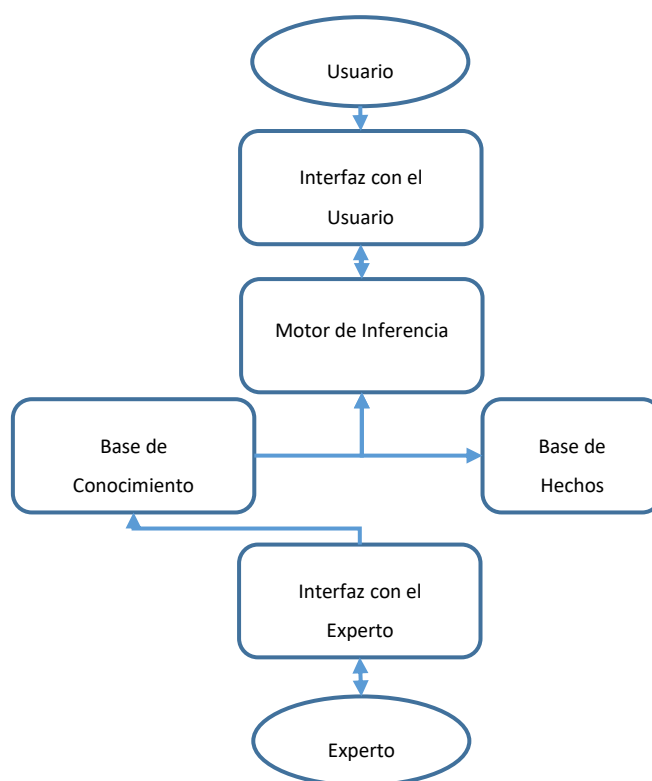 Usuario
Interfaz con el
Usuario
Motor de Inferencia
Base de
Conocimiento
Base de
Hechos
Interfaz con el
Experto
Experto